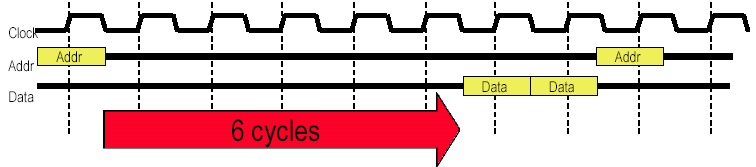 Clock
Addr Addr Addr
Data Data Data
6 cycles